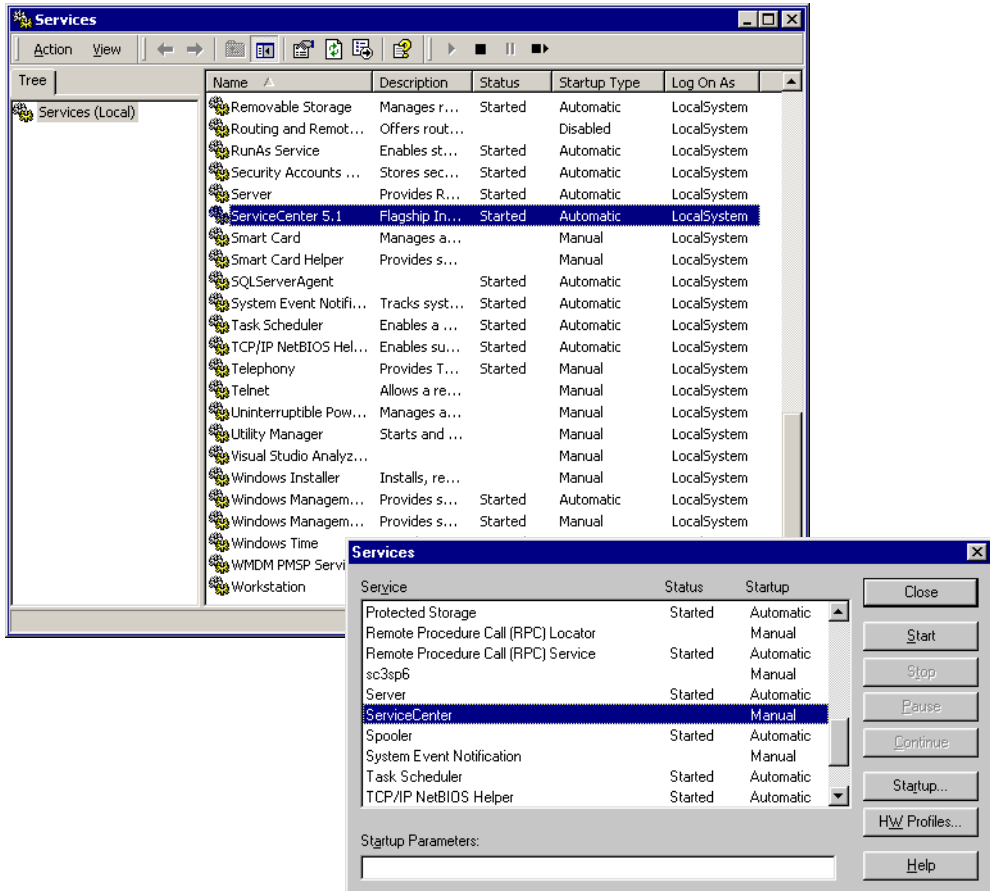 Services
Action View
Tree
Services (Local)
Name Description Status Startup Type Log On As
Removable Storage Manages r... Started Automatic LocalSystem
Routing and Remot... Offers rout... Disabled LocalSystem
RunAs Service Enables st... Started Automatic LocalSystem
Security Accounts ... Stores sec... Started Automatic LocalSystem
Server Provides R... Started Automatic LocalSystem
ServiceCenter 5.1 Flagship In... Started Automatic LocalSystem
Smart Card Manages a... Manual LocalSystem
Smart Card Helper Provides s... Manual LocalSystem
SQLServerAgent Started Automatic LocalSystem
System Event Notifi... Tracks syst... Started Automatic LocalSystem
Task Scheduler Enables a ... Started Automatic LocalSystem
TCP/IP NetBIOS Hel... Enables su... Started Automatic LocalSystem
Telephony Provides T... Started Manual LocalSystem
Telnet Allows a re... Manual LocalSystem
Uninterruptible Pow... Manages a... Manual LocalSystem
Utility Manager Starts and ... Manual LocalSystem
Visual Studio Analyz... Manual LocalSystem
Windows Installer Installs, re... Manual LocalSystem
Windows Managem... Provides s... Started Automatic LocalSystem
Windows Managem... Provides s... Started Manual LocalSystem
Windows Time
WMDM PMSP Servi
Workstation
Services
Service Status Startup
Protected Storage Started Automatic
Remote Procedure Call (RPC) Locator Manual
Remote Procedure Call (RPC) Service Started Automatic
sc3sp6 Manual
Server Started Automatic
ServiceCenter Manual
Spooler Started Automatic
System Event Notification Manual
Task Scheduler Started Automatic
TCP/IP NetBIOS Helper Started Automatic
Startup Parameters:
Close
Start
Stop
Pause
Continue
Startup...
HW Profiles...
Help